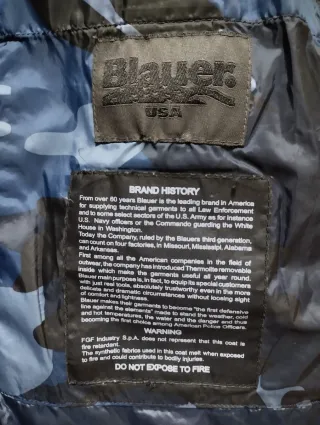 Blauer.
USA
BRAND HISTORY
From over 60 years Blauer is the leading brand in America
for supplying technical garments to all Law Enforcement
and to some select sectors of the U.S. Army as for instance
U.S. Navy officers or the Commando guarding the White
House in Washington.
Today the Company, ruled by the Blauers third generation,
can count on four factories, in Missouri, Mississipi, Alabama
and Arkansas.
First among all the American companies in the field of
outwear, the company has introduced Thermolite removable
inside which make the garments useful all year round.
Blauer main purpose is, in fact, to equip its special customers
with just real tools, absolutely trustworthy even in the more
delicate and dramatic circumstances without loosing sight
of comfort and lightness.
Blauer makes their garments to become "the first defensive
line against the elements" made to stand the weather, cold
and hot temperatures, the water and the danger and thus
becoming the first choice among American Police Officers.
WARNING
FGF Industry S.p.A. does not represent that this coat is
fire retardent.
The synthetic fabrics used in this coat melt when exposed
to fire and could contribute to bodily injuries.
DO NOT EXPOSE TO FIRE